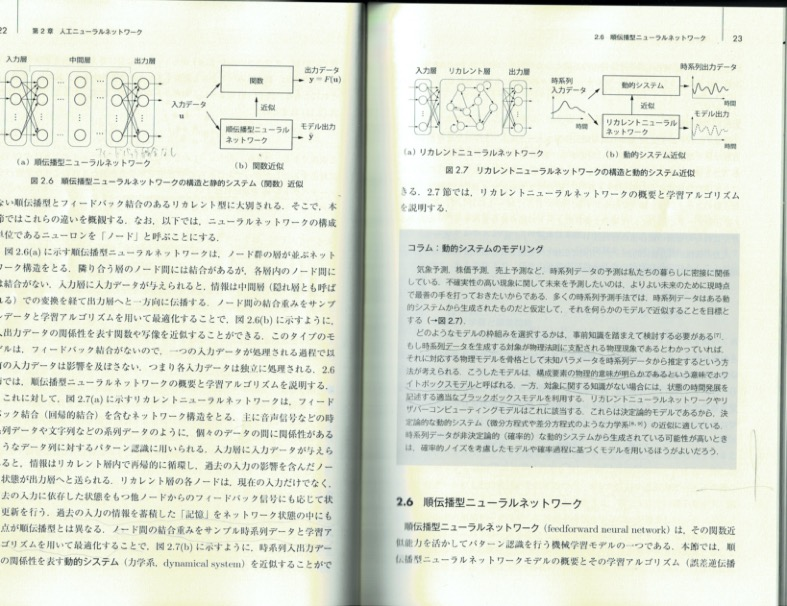 22 第2章 人工ニューラルネットワーク
入力層 中間層 出力層
入力データ
u
関数
近似
順伝播型ニューラル
ネットワーク
出力データ
y = F(u)
モデル出力
ŷ
フィードバック結合なし
(a) 順伝播型ニューラルネットワーク
(b) 関数近似
図 2.6 順伝播型ニューラルネットワークの構造と静的システム(関数)近似
ない順伝播型とフィードバック結合のあるリカレント型に大別される.そこで,本
節ではこれらの違いを概観する.なお,以下では,ニューラルネットワークの構成
単位であるニューロンを「ノード」と呼ぶことにする.
図 2.6(a) に示す順伝播型ニューラルネットワークは,ノード群の層が並ぶネット
ワーク構造をとる.隣り合う層のノード間には結合があるが,各層内のノード間に
は結合がない.入力層に入力データが与えられると,情報は中間層(隠れ層とも呼ば
れる)での変換を経て出力層へと一方向に伝播する.ノード間の結合重みをサンプ
ルデータと学習アルゴリズムを用いて最適化することで,図 2.6(b) に示すように,
入出力データの関係性を表す関数や写像を近似することができる.このタイプのモ
デルは,フィードバック結合がないので,一つの入力データが処理される過程で以
前の入力データは影響を及ぼさない.つまり各入力データは独立に処理される.2.6
節では,順伝播型ニューラルネットワークの概要と学習アルゴリズムを説明する.
これに対して,図 2.7(a) に示すリカレントニューラルネットワークは,フィード
バック結合(回帰的結合)を含むネットワーク構造をとる.主に音声信号などの時
系列データや文字列などの系列データのように,個々のデータの間に関係性がある
ようなデータ列に対するパターン認識に用いられる.入力層に入力データが与えら
れると,情報はリカレント層内で再帰的に循環し,過去の入力の影響を含んだノー
ド状態が出力層へと送られる.リカレント層の各ノードは,現在の入力だけでなく,
過去の入力に依存した状態をもつ他ノードからのフィードバック信号にも応じて状
態更新を行う.過去の入力の情報を蓄積した「記憶」をネットワーク状態の中にも
つ点が順伝播型とは異なる.ノード間の結合重みをサンプル時系列データと学習ア
ルゴリズムを用いて最適化することで,図 2.7(b) に示すように,時系列入出力デー
タの関係性を表す動的システム(力学系,dynamical system)を近似することがで
2.6 順伝播型ニューラルネットワーク 23
入力層 リカレント層 出力層
時系列
入力データ
時間
動的システム
近似
リカレントニューラル
ネットワーク
時系列出力データ
時間
モデル出力
時間
(a) リカレントニューラルネットワーク
(b) 動的システム近似
図 2.7 リカレントニューラルネットワークの構造と動的システム近似
きる.2.7 節では,リカレントニューラルネットワークの概要と学習アルゴリズム
を説明する.
コラム:動的システムのモデリング
気象予測,株価予測,売上予測など,時系列データの予測は私たちの暮らしに密接に関係
している.不確実性の高い現象に関して未来を予測したいのは,よりよい未来のために現時点
で最善の手を打っておきたいからである.多くの時系列予測手法では,時系列データはある動
的システムから生成されたものだと仮定して,それを何らかのモデルで近似することを目標と
する(→図 2.7).
どのようなモデルの枠組みを選択するかは,事前知識を踏まえて検討する必要がある[7].
もし時系列データを生成する対象が物理法則に支配される物理現象であるとわかっていれば,
それに対応する物理モデルを骨格として未知パラメータを時系列データから推定するという方
法が考えられる.こうしたモデルは,構成要素の物理的意味が明らかであるという意味でホワ
イトボックスモデルと呼ばれる.一方,対象に関する知識がない場合には,状態の時間発展を
記述する適当なブラックボックスモデルを利用する.リカレントニューラルネットワークやリ
ザバーコンピューティングモデルはこれに該当する.これらは決定論的モデルであるから,決
定論的な動的システム(微分方程式や差分方程式のような力学系[8, 9])の近似に適している.
時系列データが非決定論的(確率的)な動的システムから生成されている可能性が高いとき
は,確率的ノイズを考慮したモデルや確率過程に基づくモデルを用いるほうがよいだろう.
2.6 順伝播型ニューラルネットワーク
順伝播型ニューラルネットワーク(feedforward neural network)は,その関数近
似能力を活かしてパターン認識を行う機械学習モデルの一つである.本節では,順
伝播型ニューラルネットワークの概要とその学習アルゴリズム(誤差逆伝播